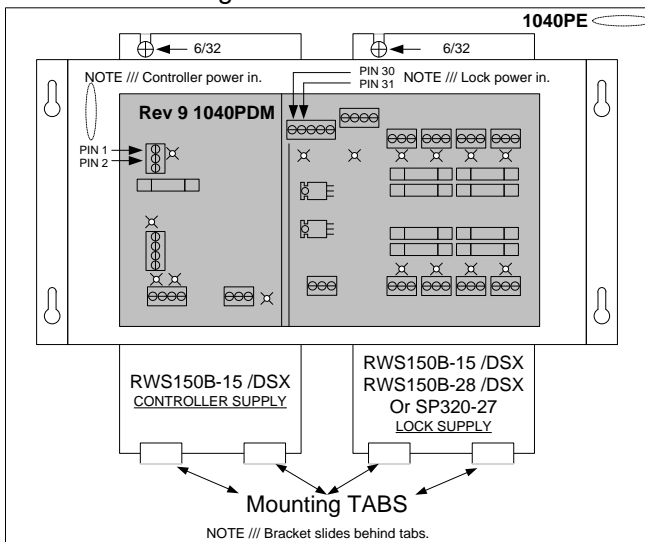 1040PE
6/32
6/32
NOTE /// Controller power in.
PIN 30
PIN 31
NOTE /// Lock power in.
Rev 9 1040PDM
PIN 1
PIN 2
RWS150B-15 /DSX
CONTROLLER SUPPLY
RWS150B-15 /DSX
RWS150B-28 /DSX
Or SP320-27
LOCK SUPPLY
Mounting TABS
NOTE /// Bracket slides behind tabs.